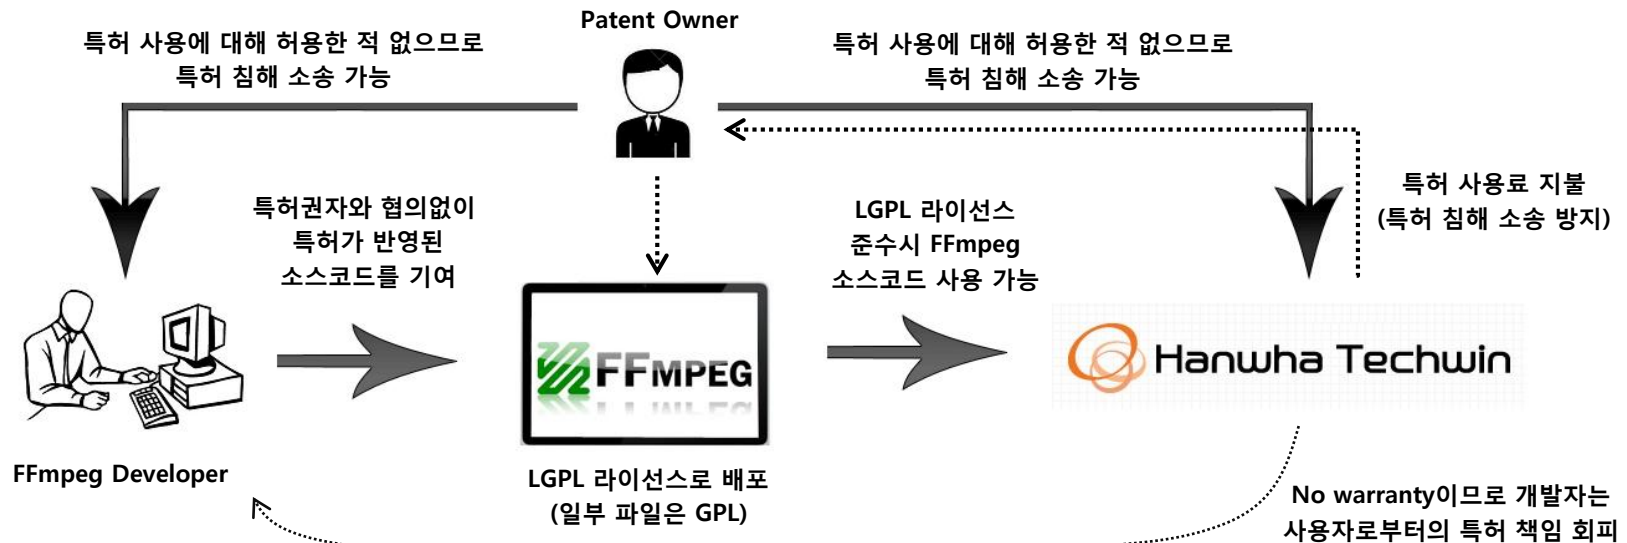 Patent Owner
특허 사용에 대해 허용한 적 없으므로
특허 침해 소송 가능
특허 사용에 대해 허용한 적 없으므로
특허 침해 소송 가능
특허권자와 협의없이
특허가 반영된
소스코드를 기여
LGPL 라이선스
준수시 FFmpeg
소스코드 사용 가능
특허 사용료 지불
(특허 침해 소송 방지)
FFMPEG
Hanwha Techwin
FFmpeg Developer
LGPL 라이선스로 배포
(일부 파일은 GPL)
No warranty이므로 개발자는
사용자로부터의 특허 책임 회피